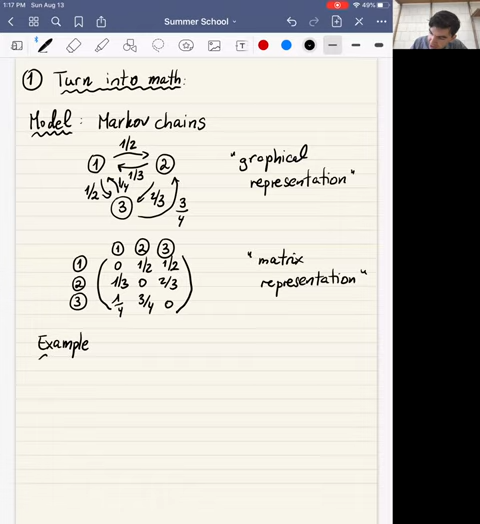 1:17 PM Sun Aug 13
49%
Summer School
① Turn into math:
Model: Markov chains
1/2
① ②
1/3
1/2 1/4 2/3
③ 3/4
"graphical
representation"
① ② ③
① 0 1/2 1/2
② 1/3 0 2/3
③ 1/4 3/4 0
"matrix
representation"
Example